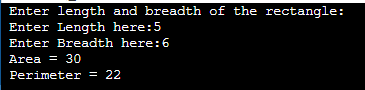 Enter length and breadth of the rectangle:
Enter Length here:5
Enter Breadth here:6
Area = 30
Perimeter = 22